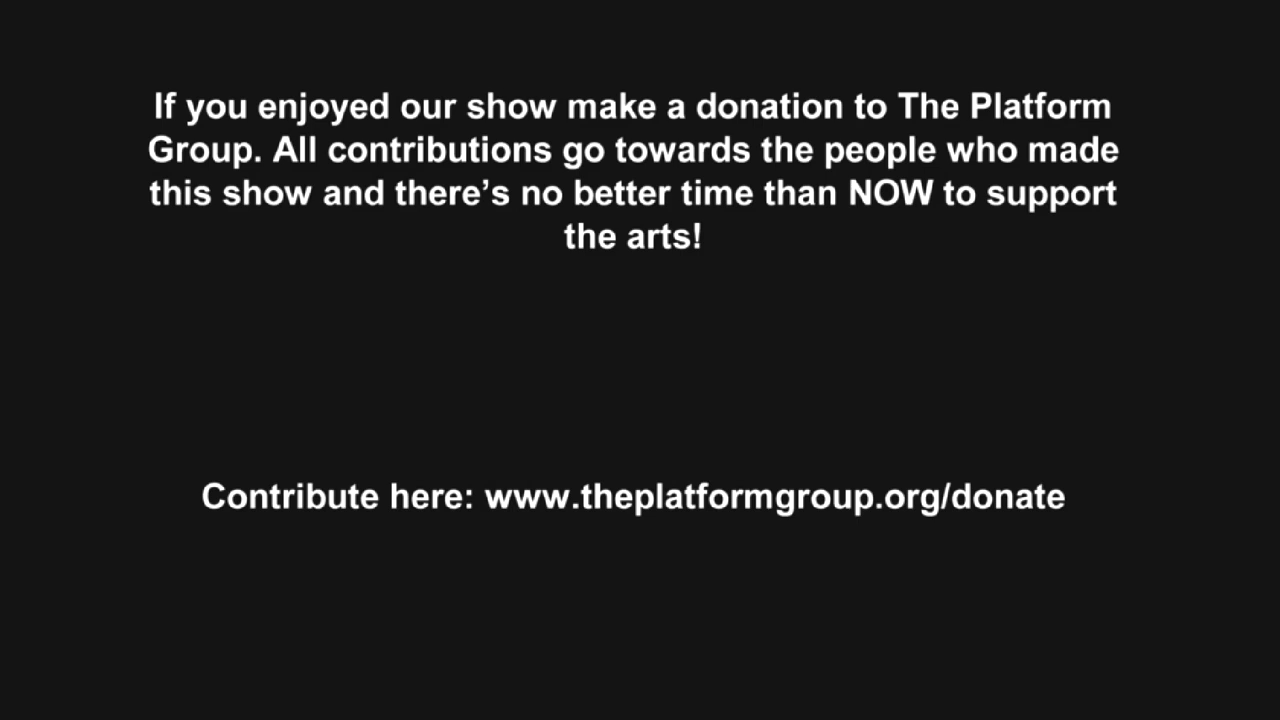 If you enjoyed our show make a donation to The Platform
Group. All contributions go towards the people who made
this show and there’s no better time than NOW to support
the arts!
Contribute here: www.theplatformgroup.org/donate